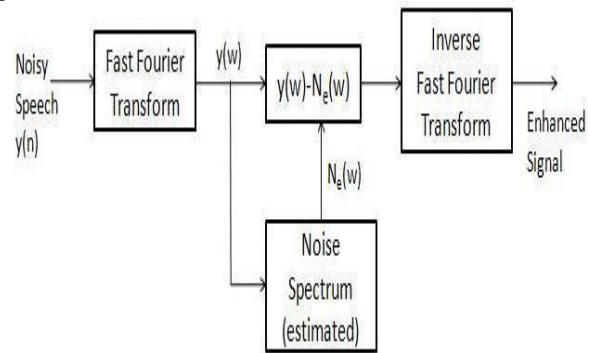 Noisy
Speech
y(n)
Fast Fourier
Transform
y(w)
y(w)-Nₑ(w)
Inverse
Fast Fourier
Transform
Enhanced
Signal
Nₑ(w)
Noise
Spectrum
(estimated)